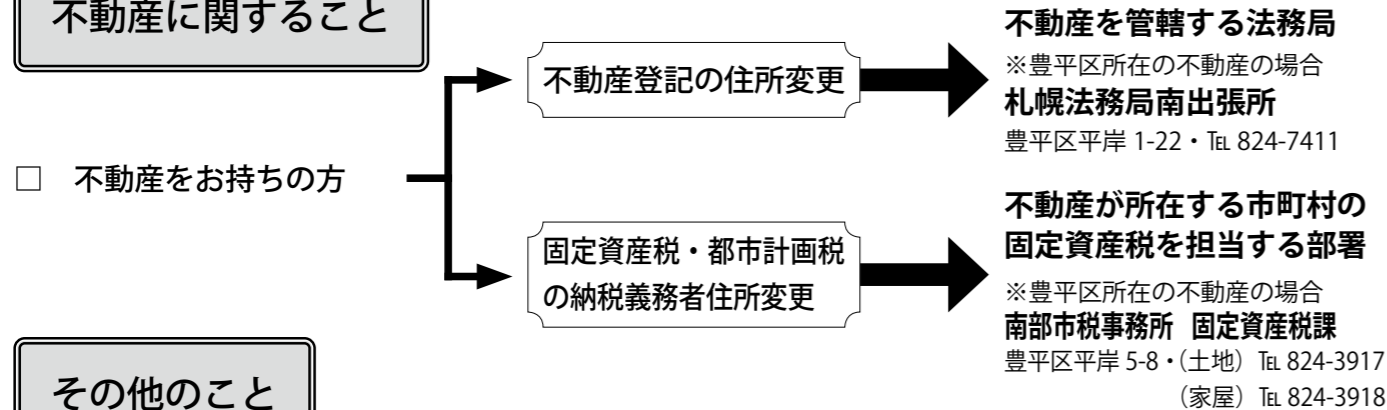 不動産に関すること
□ 不動産をお持ちの方
不動産登記の住所変更
不動産を管轄する法務局
※豊平区所在の不動産の場合
札幌法務局南出張所
豊平区平岸 1-22・℡ 824-7411
固定資産税・都市計画税
の納税義務者住所変更
不動産が所在する市町村の
固定資産税を担当する部署
※豊平区所在の不動産の場合
南部市税事務所 固定資産税課
豊平区平岸 5-8・(土地) ℡ 824-3917
(家屋) ℡ 824-3918
その他のこと